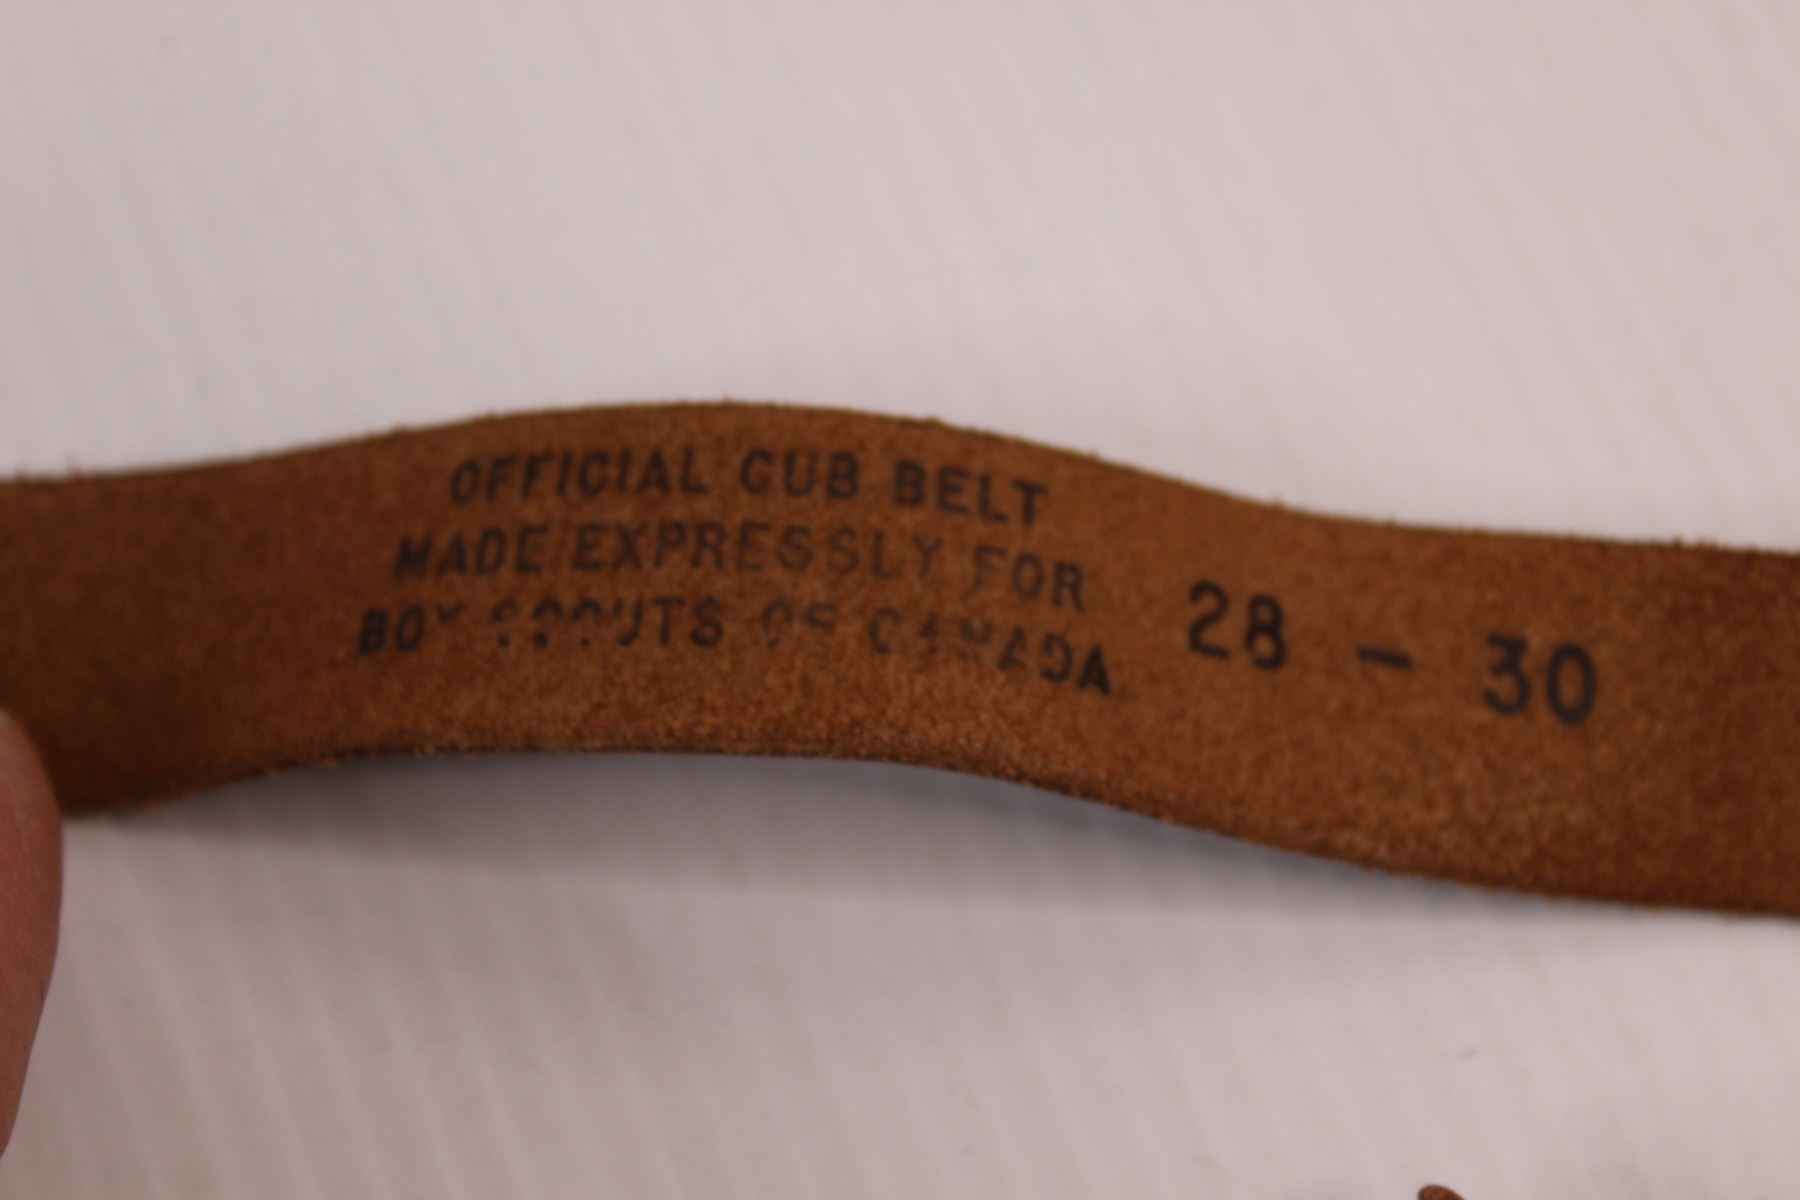 OFFICIAL CUB BELT
MADE EXPRESSLY FOR
BOY SCOUTS OF CANADA
28 - 30